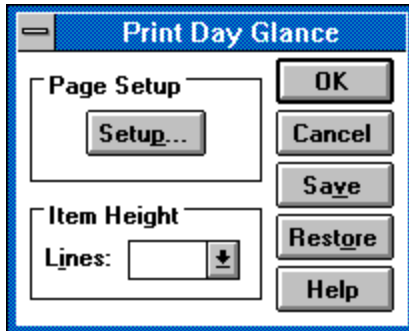 Print Day Glance
Page Setup
Setup...
Item Height
Lines:
OK
Cancel
Save
Restore
Help